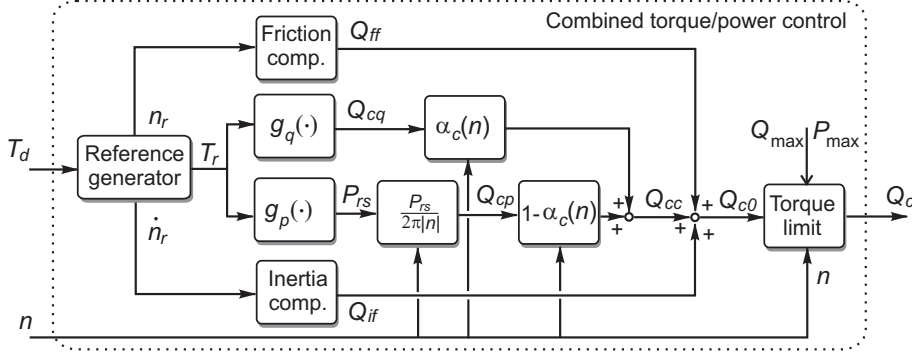 Combined torque/power control
Friction
comp.
Q_ff
n_r
g_q(·)
Q_cq
α_c(n)
Q_max
P_max
T_d
Reference
generator
T_r
g_p(·)
P_rs
P_rs
2π|n|
Q_cp
1-α_c(n)
+
+
Q_cc
+
+
+
Q_c0
Torque
limit
Q_c
ṅ_r
Inertia
comp.
Q_if
n
n